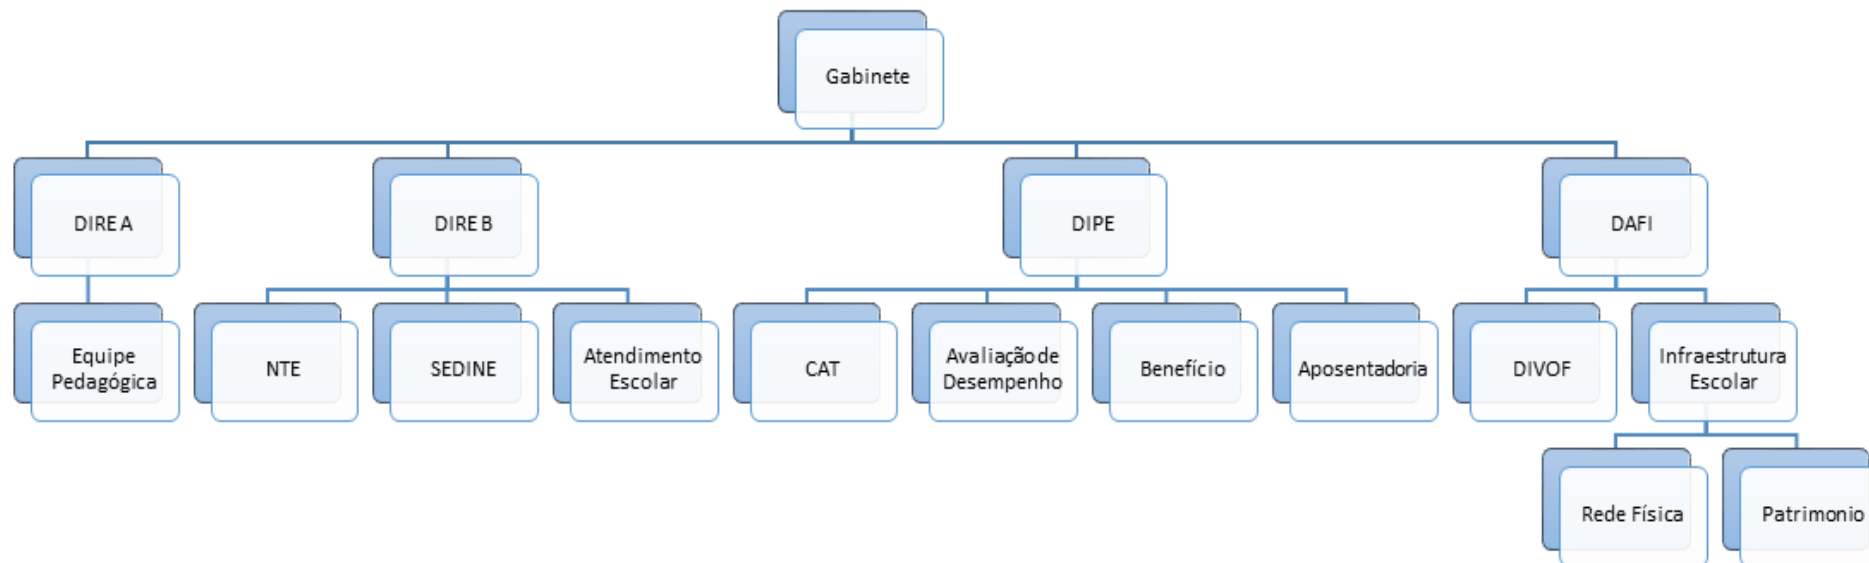 Gabinete
DIRE A
DIRE B
DIPE
DAFI
Equipe
Pedagógica
NTE
SEDINE
Atendimento
Escolar
CAT
Avaliação de
Desempenho
Benefício
Aposentadoria
DIVOF
Infraestrutura
Escolar
Rede Física
Patrimonio